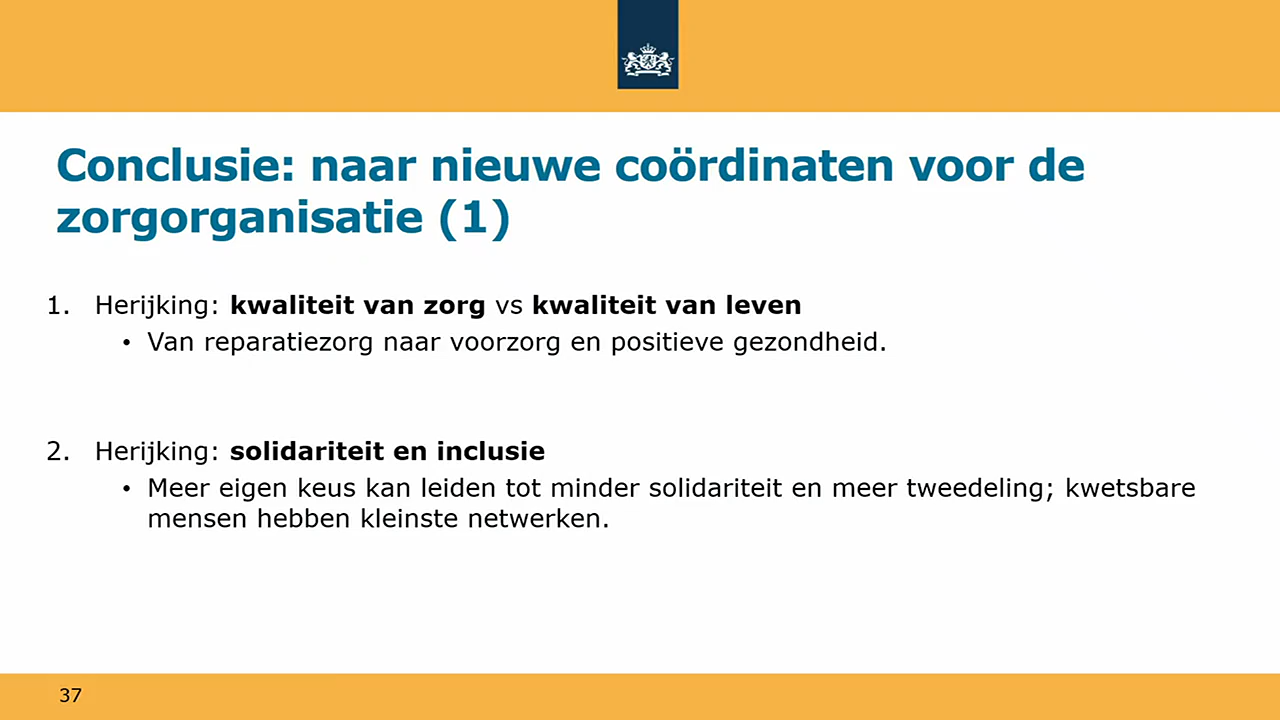 Conclusie: naar nieuwe coördinaten voor de
zorgorganisatie (1)
1. Herijking: kwaliteit van zorg vs kwaliteit van leven
• Van reparatiezorg naar voorzorg en positieve gezondheid.
2. Herijking: solidariteit en inclusie
• Meer eigen keus kan leiden tot minder solidariteit en meer tweedeling; kwetsbare
mensen hebben kleinste netwerken.
37